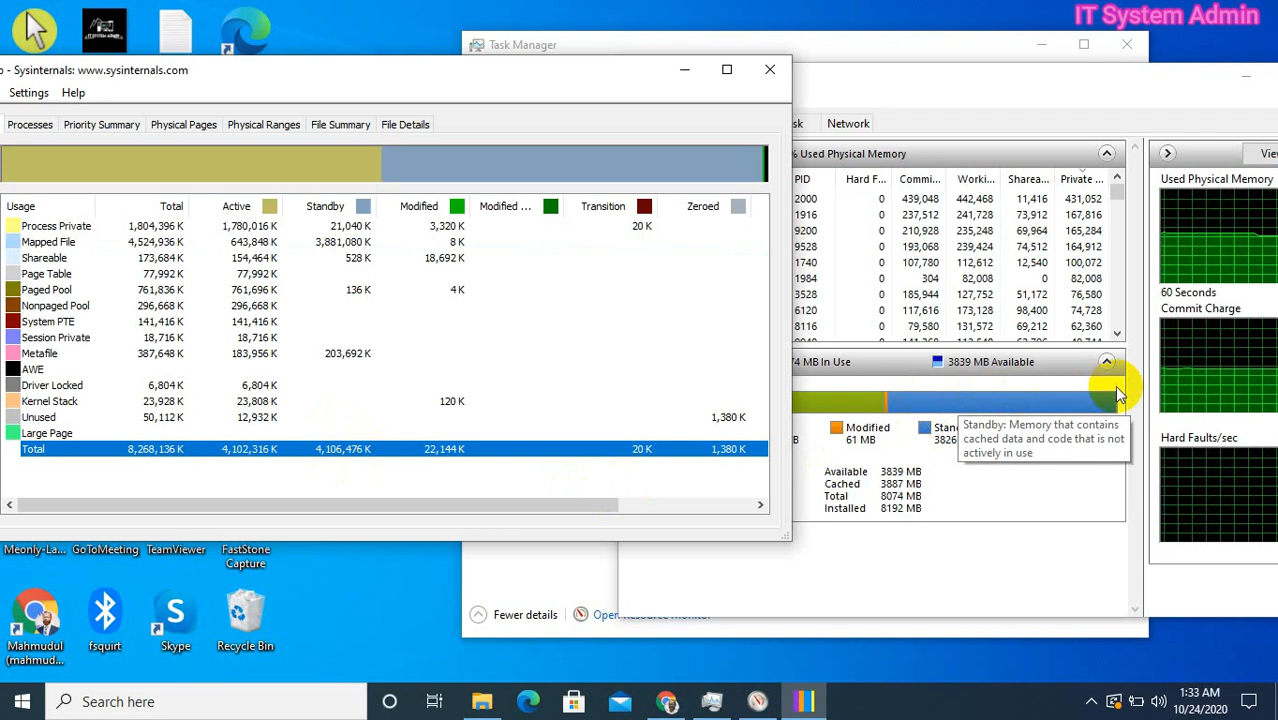 IT System Admin
Task Manager
- Sysinternals: www.sysinternals.com
Settings Help
Processes Priority Summary Physical Pages Physical Ranges File Summary File Details
Usage Total Active Standby Modified Modified ... Transition Zeroed
Process Private 1,804,396 K 1,780,016 K 21,040 K 3,320 K 20 K
Mapped File 4,524,936 K 643,848 K 3,881,080 K 8 K
Shareable 173,684 K 154,464 K 528 K 18,692 K
Page Table 77,992 K 77,992 K
Paged Pool 761,836 K 761,696 K 136 K 4 K
Nonpaged Pool 296,668 K 296,668 K
System PTE 141,416 K 141,416 K
Session Private 18,716 K 18,716 K
Metafile 387,648 K 183,956 K 203,692 K
AWE
Driver Locked 6,804 K 6,804 K
Kernel Stack 23,928 K 23,808 K 120 K
Unused 50,112 K 12,932 K 1,380 K
Large Page
Total 8,268,136 K 4,102,316 K 4,106,476 K 22,144 K 20 K 1,380 K
Network
% Used Physical Memory
PID Hard F... Commi... Worki... Sharea... Private ...
2000 0 439,048 442,468 11,416 431,052
1916 0 237,512 241,728 73,912 167,816
9200 0 210,928 235,248 69,964 165,284
9528 0 193,068 239,424 74,512 164,912
1740 0 107,780 112,612 12,540 100,072
1984 0 304 82,008 0 82,008
3528 0 185,944 127,752 51,172 76,580
6120 0 117,616 173,128 98,400 74,728
8116 0 79,580 131,572 69,212 62,360
74 MB In Use 3839 MB Available
Modified
61 MB
3826
Standby: Memory that contains
cached data and code that is not
actively in use
Available 3839 MB
Cached 3887 MB
Total 8074 MB
Installed 8192 MB
Used Physical Memory
60 Seconds
Commit Charge
Hard Faults/sec
Fewer details
Meonly-La... GoToMeeting TeamViewer FastStone
Capture
Mahmudul
(mahmud...
fsquirt
Skype
Recycle Bin
Search here
1:33 AM
10/24/2020